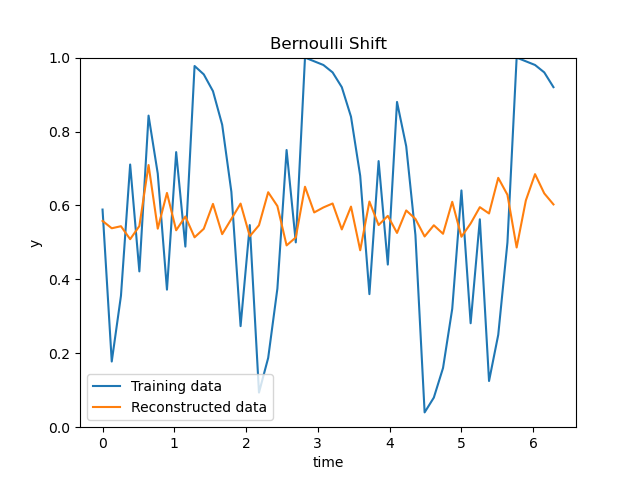 Bernoulli Shift
1.0
0.8
0.6
0.4
0.2
0.0
y
Training data
Reconstructed data
0 1 2 3 4 5 6
time